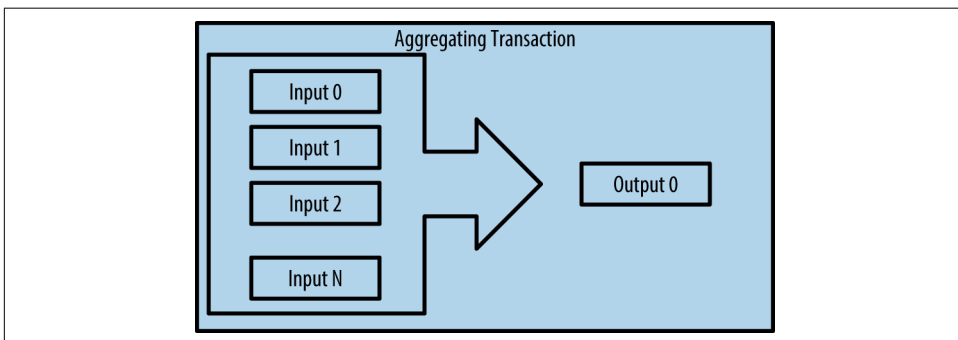 Aggregating Transaction
Input 0
Input 1
Input 2
Input N
Output 0